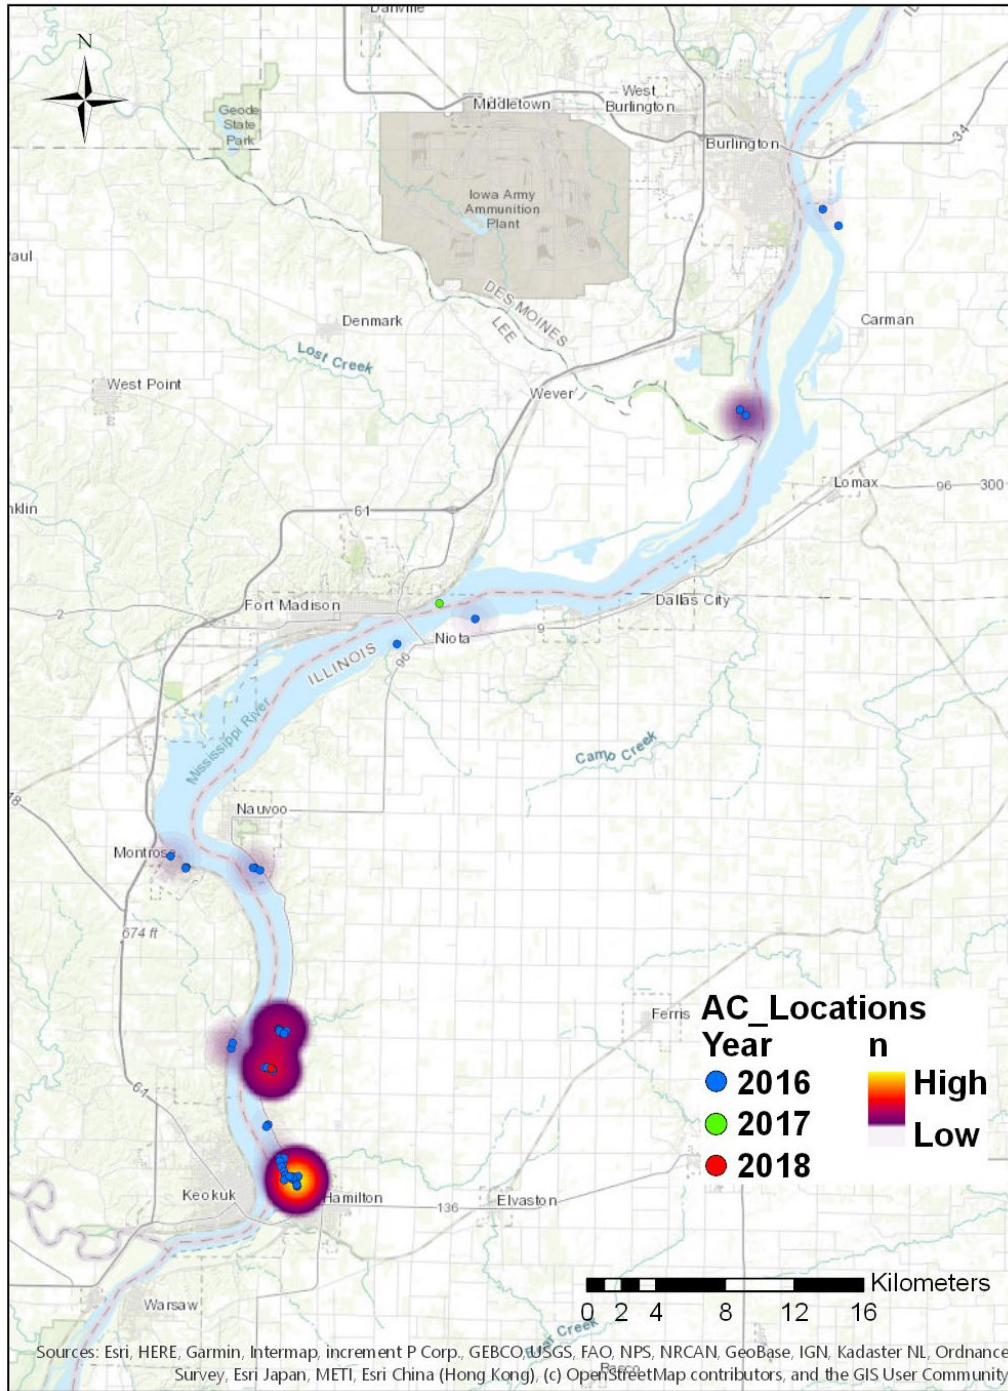 Danville
N
Geode
State
Park
Middletown
West
Burlington
Burlington
34
Iowa Army
Ammunition
Plant
aul
DES MOINES
LEE
Denmark
Carman
Lost Creek
West Point
Wever
Lomax
96
300
nklin
61
2
Fort Madison
Dallas City
9
Niota
96
ILLINOIS
Mississippi River
Camp Creek
78
Nauvoo
Montrose
674 ft
Ferris
AC_Locations
Year n
2016 High
2017 Low
2018
61
Keokuk
Hamilton
136
Elvaston
Kilometers
0 2 4 8 12 16
Warsaw
Creek
Sources: Esri, HERE, Garmin, Intermap, increment P Corp., GEBCO, USGS, FAO, NPS, NRCAN, GeoBase, IGN, Kadaster NL, Ordnance
Survey, Esri Japan, METI, Esri China (Hong Kong), (c) OpenStreetMap contributors, and the GIS User Communi